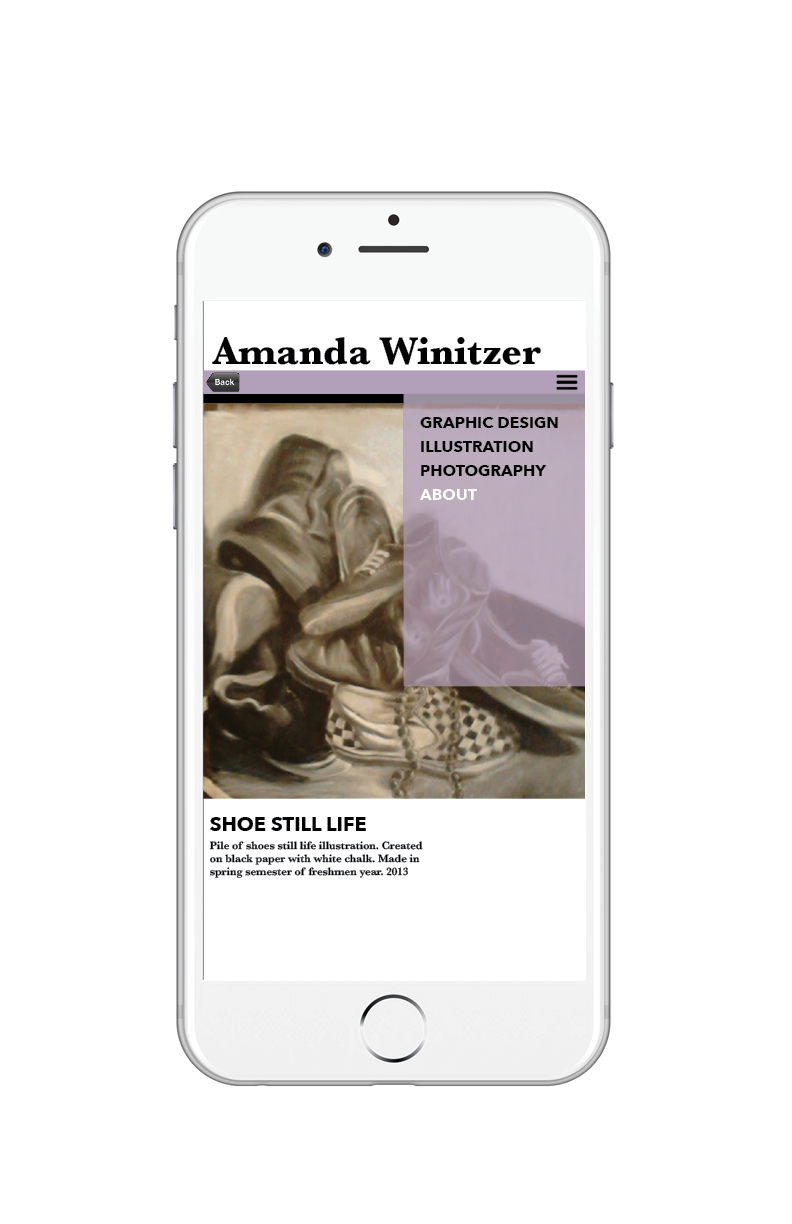 Amanda Winitzer
Back
GRAPHIC DESIGN
ILLUSTRATION
PHOTOGRAPHY
ABOUT
SHOE STILL LIFE
Pile of shoes still life illustration. Created
on black paper with white chalk. Made in
spring semester of freshmen year. 2013